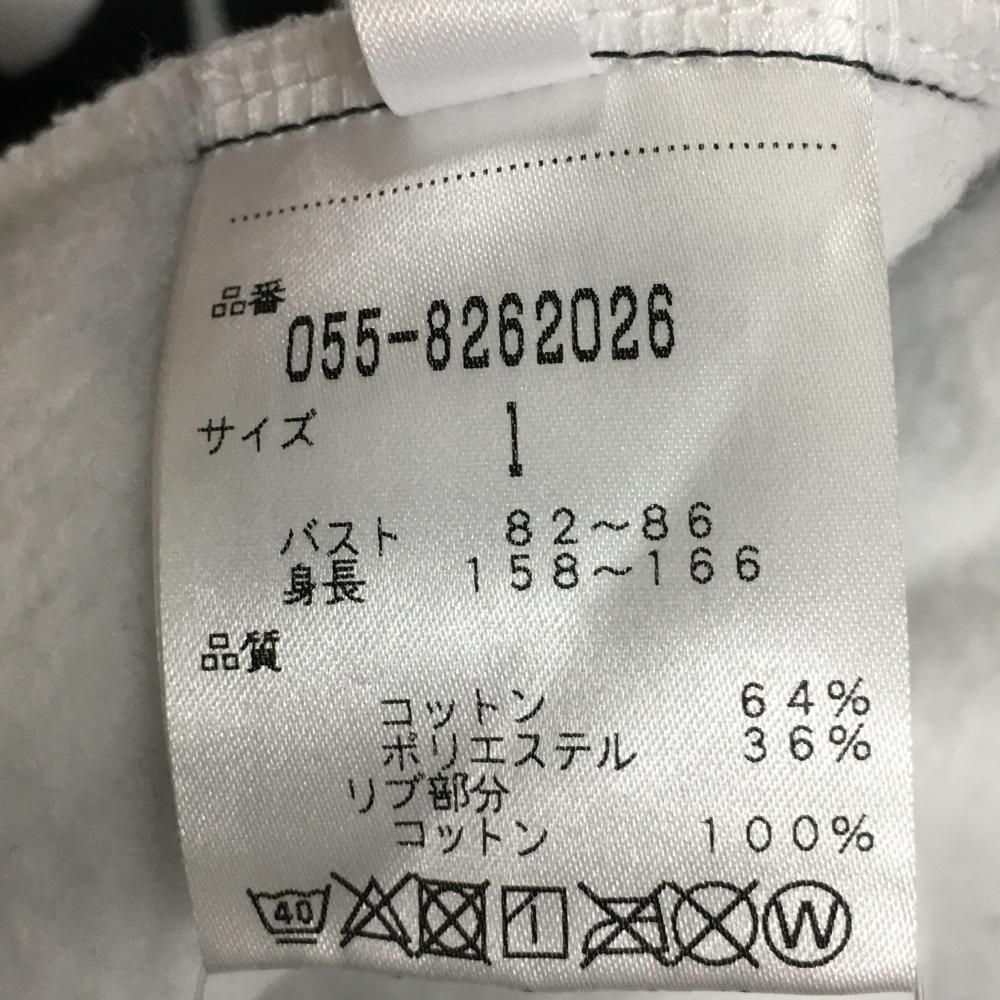 品番 055-8262026
サイズ 1
バスト 82～86
身長 158～166
品質
コットン 64%
ポリエステル 36%
リブ部分
コットン 100%
40 W